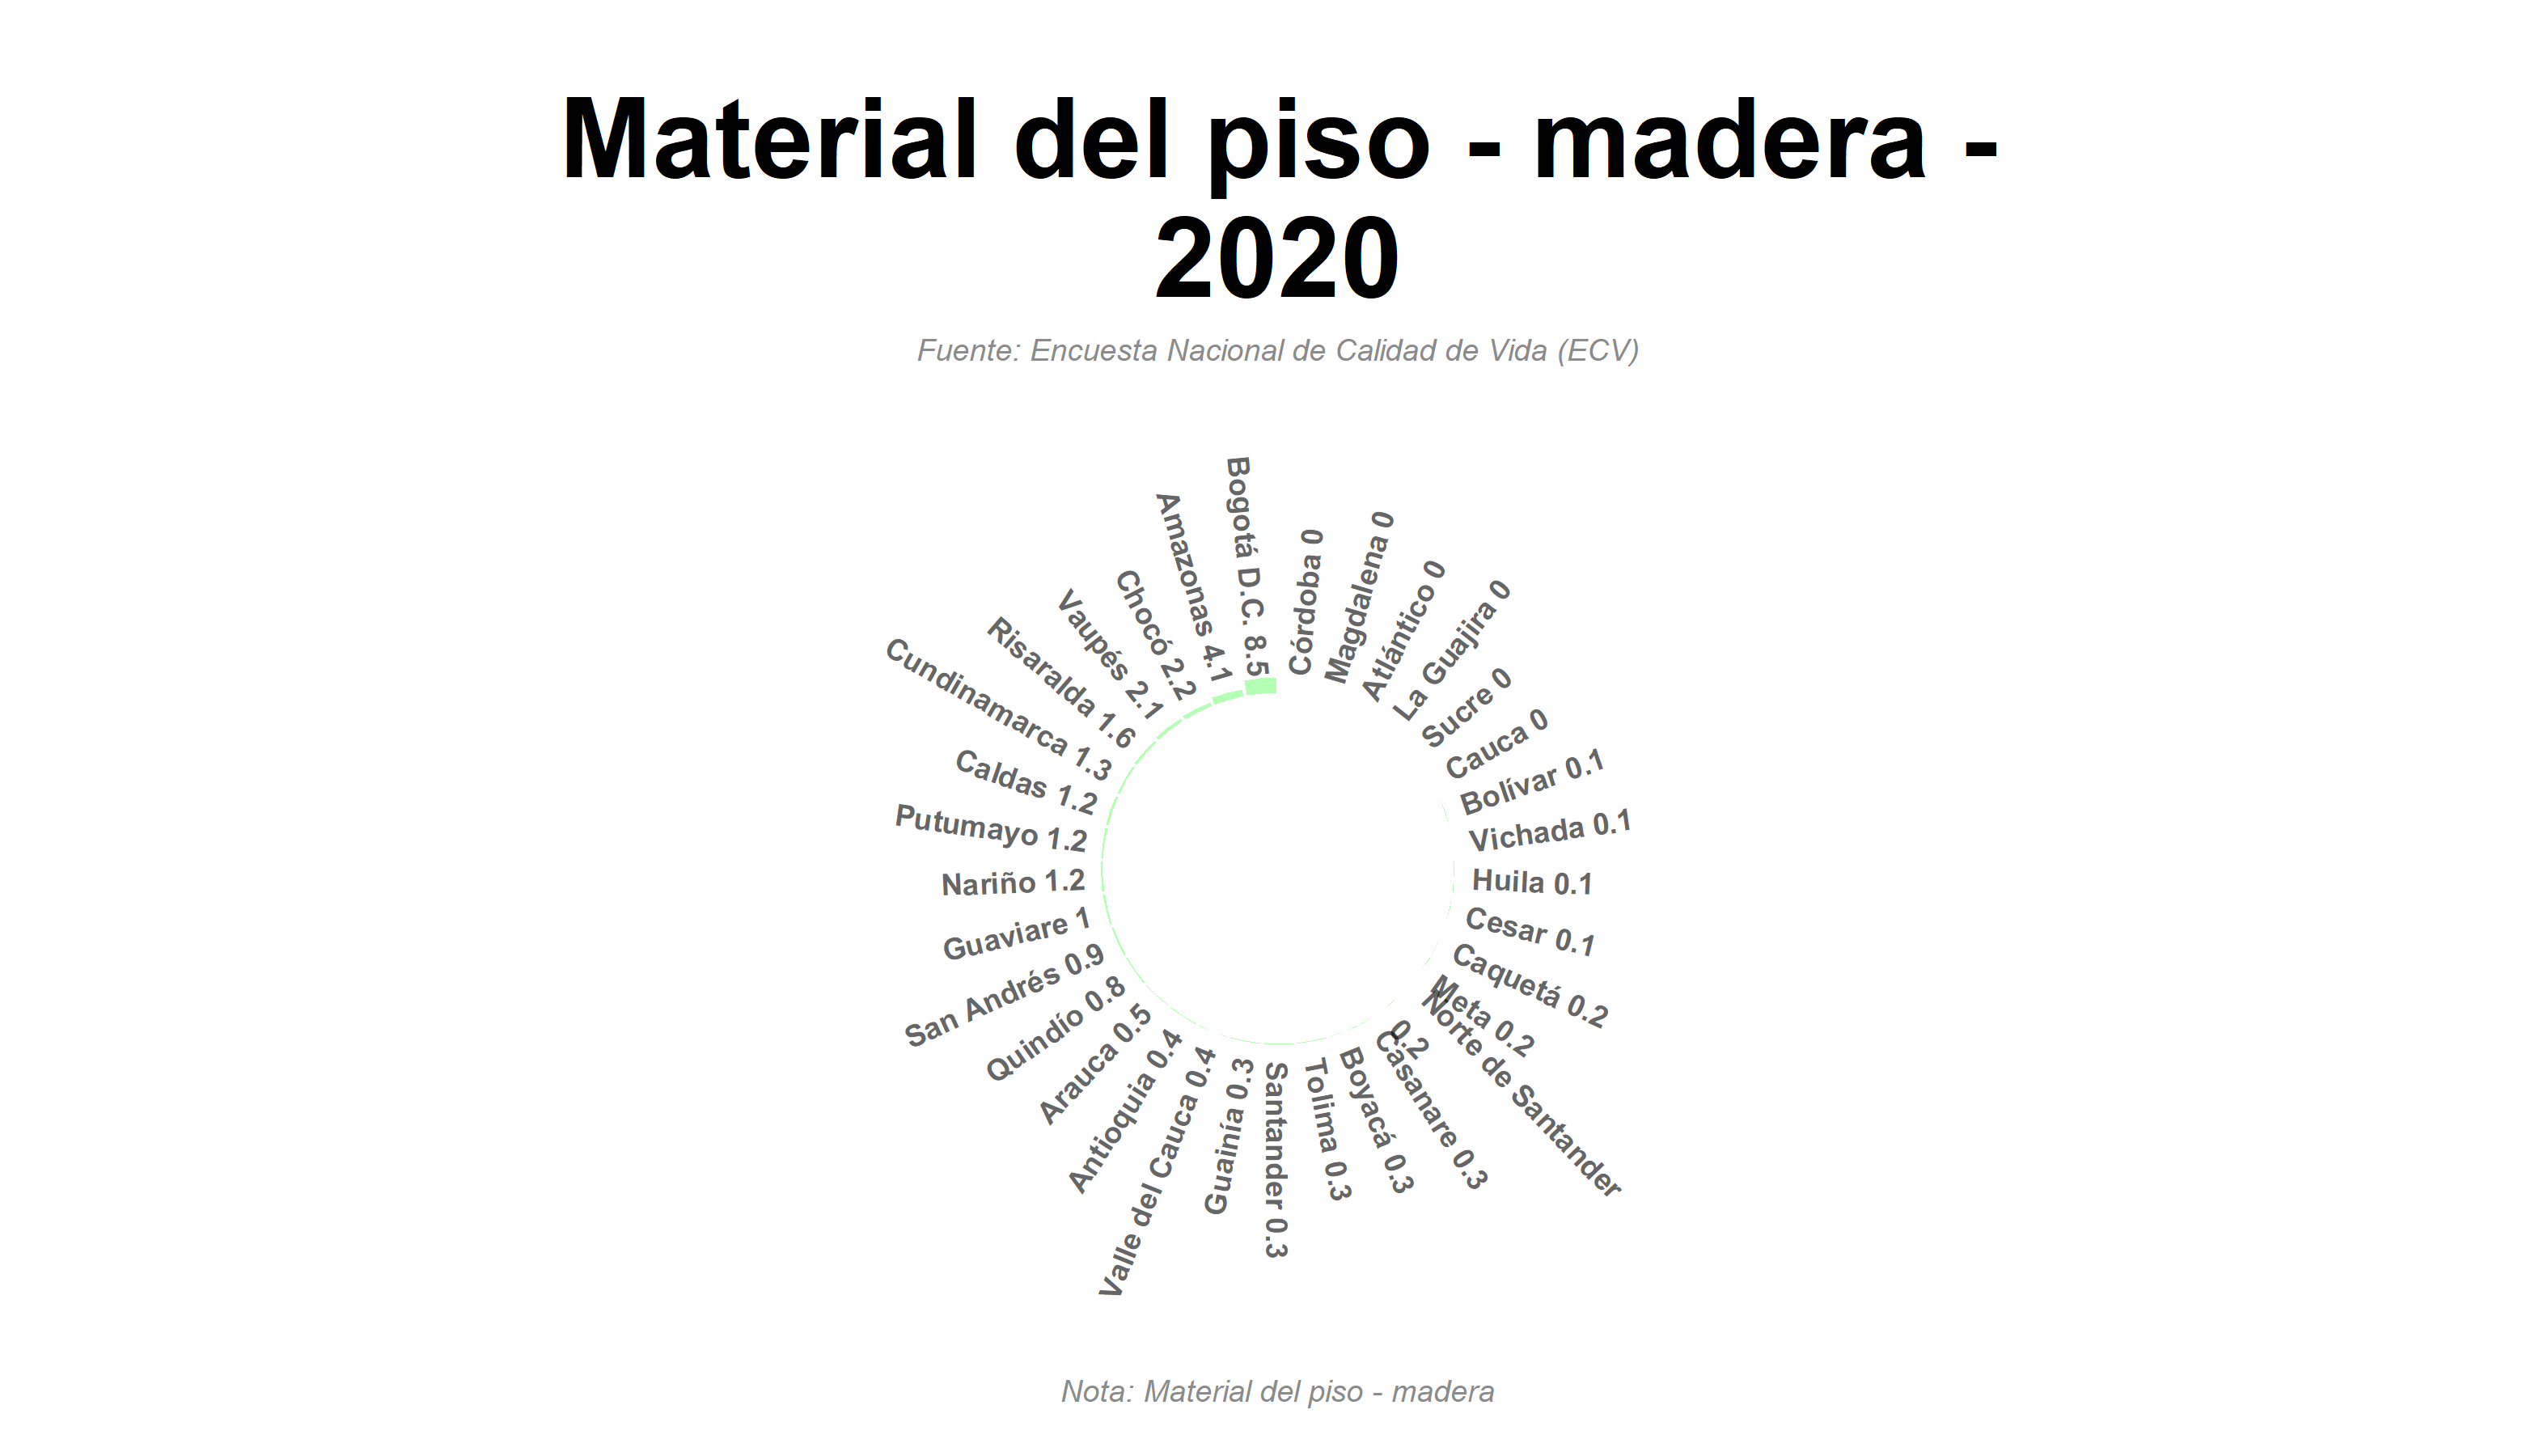 Material del piso - madera -
2020
Fuente: Encuesta Nacional de Calidad de Vida (ECV)
Córdoba 0
Magdalena 0
Atlántico 0
La Guajira 0
Sucre 0
Cauca 0
Bolívar 0.1
Vichada 0.1
Huila 0.1
Cesar 0.1
Caquetá 0.2
Meta 0.2
Norte de Santander
0.2
Casanare 0.3
Boyacá 0.3
Tolima 0.3
Santander 0.3
Guainía 0.3
Valle del Cauca 0.4
Antioquia 0.4
Arauca 0.5
Quindío 0.8
San Andrés 0.9
Guaviare 1
Nariño 1.2
Putumayo 1.2
Caldas 1.2
Cundinamarca 1.3
Risaralda 1.6
Vaupés 2.1
Chocó 2.2
Amazonas 4.1
Bogotá D.C. 8.5
Nota: Material del piso - madera